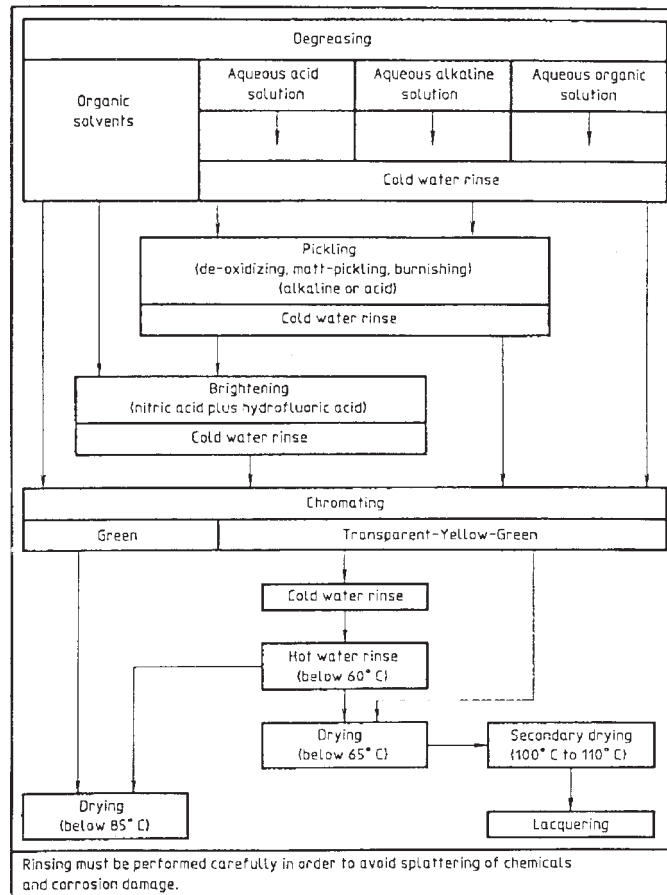 Degreasing
Organic
solvents
Aqueous acid
solution
Aqueous alkaline
solution
Aqueous organic
solution
Cold water rinse
Pickling
(de-oxidizing, matt-pickling, burnishing)
(alkaline or acid)
Cold water rinse
Brightening
(nitric acid plus hydrofluoric acid)
Cold water rinse
Chromating
Green
Transparent-Yellow-Green
Cold water rinse
Hot water rinse
(below 60° C)
Drying
(below 65° C)
Secondary drying
(100° C to 110° C)
Drying
(below 85° C)
Lacquering
Rinsing must be performed carefully in order to avoid splattering of chemicals
and corrosion damage.